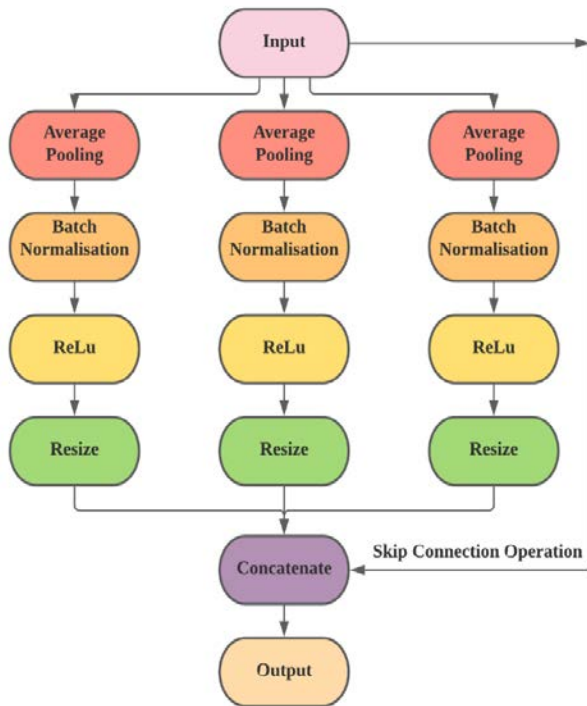 Input
Average
Pooling
Average
Pooling
Average
Pooling
Batch
Normalisation
Batch
Normalisation
Batch
Normalisation
ReLu
ReLu
ReLu
Resize
Resize
Resize
Skip Connection Operation
Concatenate
Output